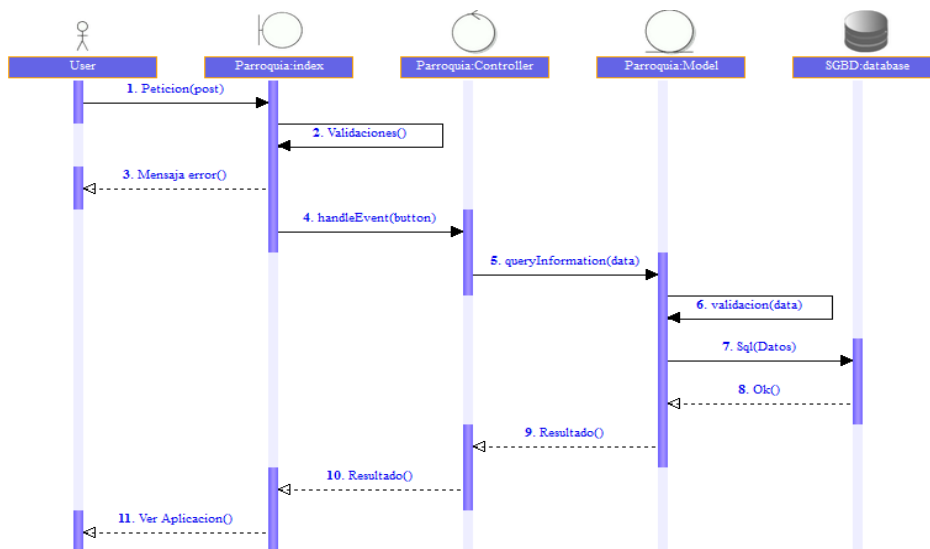 User
Parroquia:index
Parroquia:Controller
Parroquia:Model
SGBD:database
1. Peticion(post)
2. Validaciones()
3. Mensaja error()
4. handleEvent(button)
5. queryInformation(data)
6. validacion(data)
7. Sql(Datos)
8. Ok()
9. Resultado()
10. Resultado()
11. Ver Aplicacion()